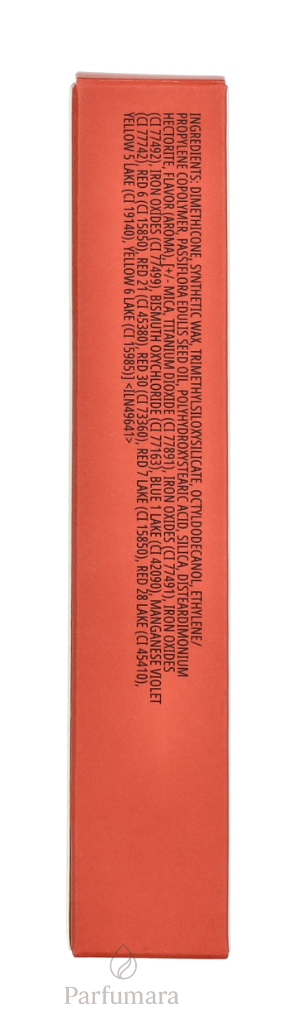 INGREDIENTS: DIMETHICONE, SYNTHETIC WAX, TRIMETHYLSILOXYSILICATE, OCTYLDODECANOL, ETHYLENE/
PROPYLENE COPOLYMER, PASSIFLORA EDULIS SEED OIL, POLYHYDROXYSTEARIC ACID, SILICA, DISTEARDIMONIUM
HECTORITE, FLAVOR (AROMA), [+/- MICA, TITANIUM DIOXIDE (CI 77891), IRON OXIDES (CI 77491), IRON OXIDES
(CI 77492), IRON OXIDES (CI 77499), BISMUTH OXYCHLORIDE (CI 77163), BLUE 1 LAKE (CI 42090), MANGANESE VIOLET
(CI 77742), RED 6 (CI 15850), RED 21 (CI 45380), RED 30 (CI 73360), RED 7 LAKE (CI 15850), RED 28 LAKE (CI 45410),
YELLOW 5 LAKE (CI 19140), YELLOW 6 LAKE (CI 15985)] <ILN49641>
Parfumara